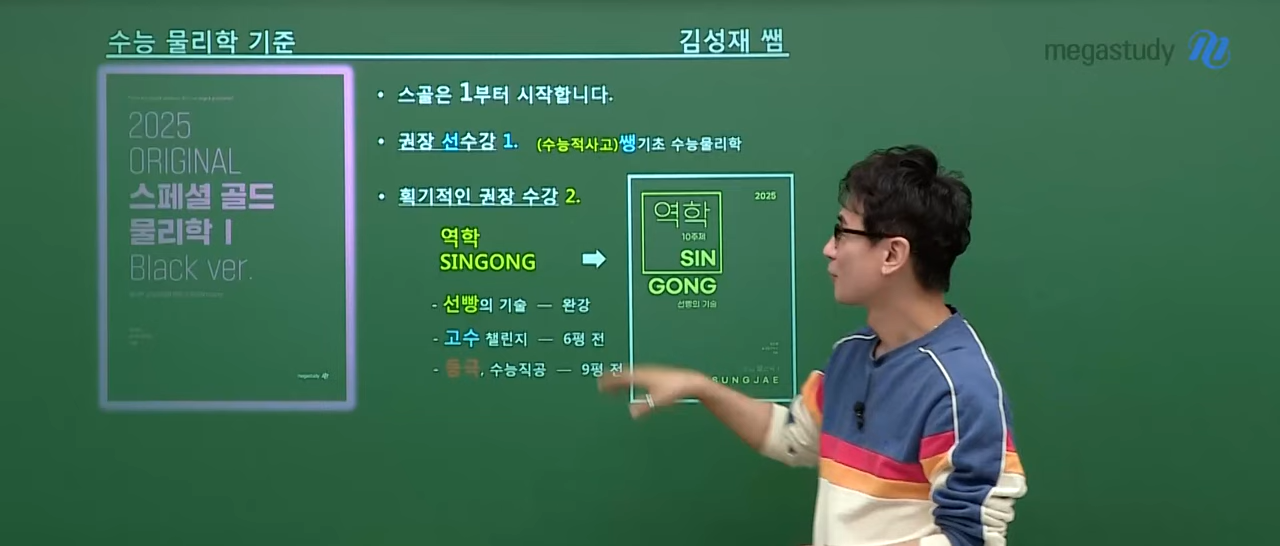 수능 물리학 기준
김성재 쌤
megastudy
2025
ORIGINAL
스페셜 골드
물리학 I
Black ver.
megastudy
• 스골은 1부터 시작합니다.
• 권장 선수강 1. (수능적사고)쌩기초 수능물리학
• 획기적인 권장 수강 2.
역학
SINGONG
- 선빵의 기술 — 완강
- 고수 챌린지 — 6평 전
- 등극, 수능직공 — 9평 전
2025
역학
10주제
SIN
GONG
선빵의 기술
SUNGJAE